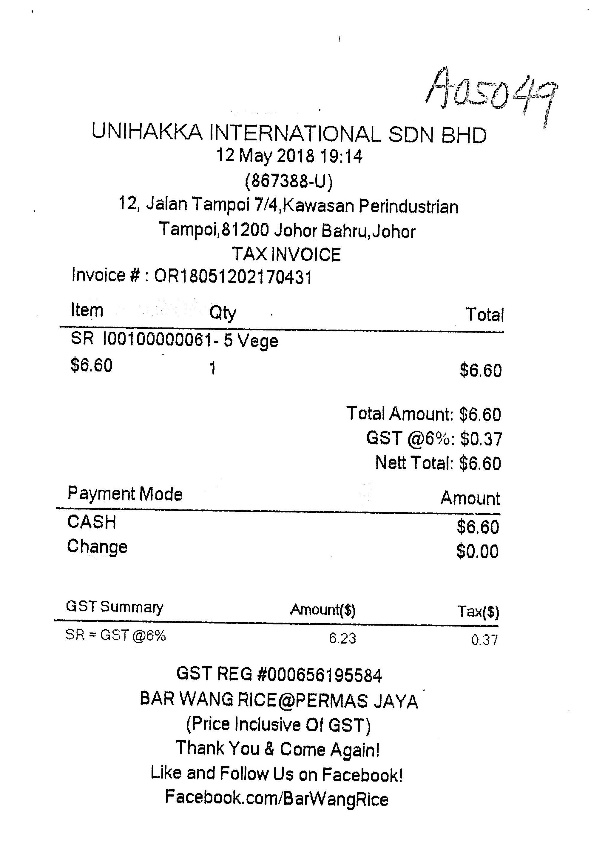 A05049
UNIHAKKA INTERNATIONAL SDN BHD
12 May 2018 19:14
(867388-U)
12, Jalan Tampoi 7/4,Kawasan Perindustrian
Tampoi,81200 Johor Bahru,Johor
TAX INVOICE
Invoice # : OR18051202170431
Item Qty Total
SR I00100000061- 5 Vege
$6.60 1 $6.60
Total Amount: $6.60
GST @6%: $0.37
Nett Total: $6.60
Payment Mode Amount
CASH $6.60
Change $0.00
GST Summary Amount($) Tax($)
SR = GST @6% 6.23 0.37
GST REG #000656195584
BAR WANG RICE@PERMAS JAYA
(Price Inclusive Of GST)
Thank You & Come Again!
Like and Follow Us on Facebook!
Facebook.com/BarWangRice